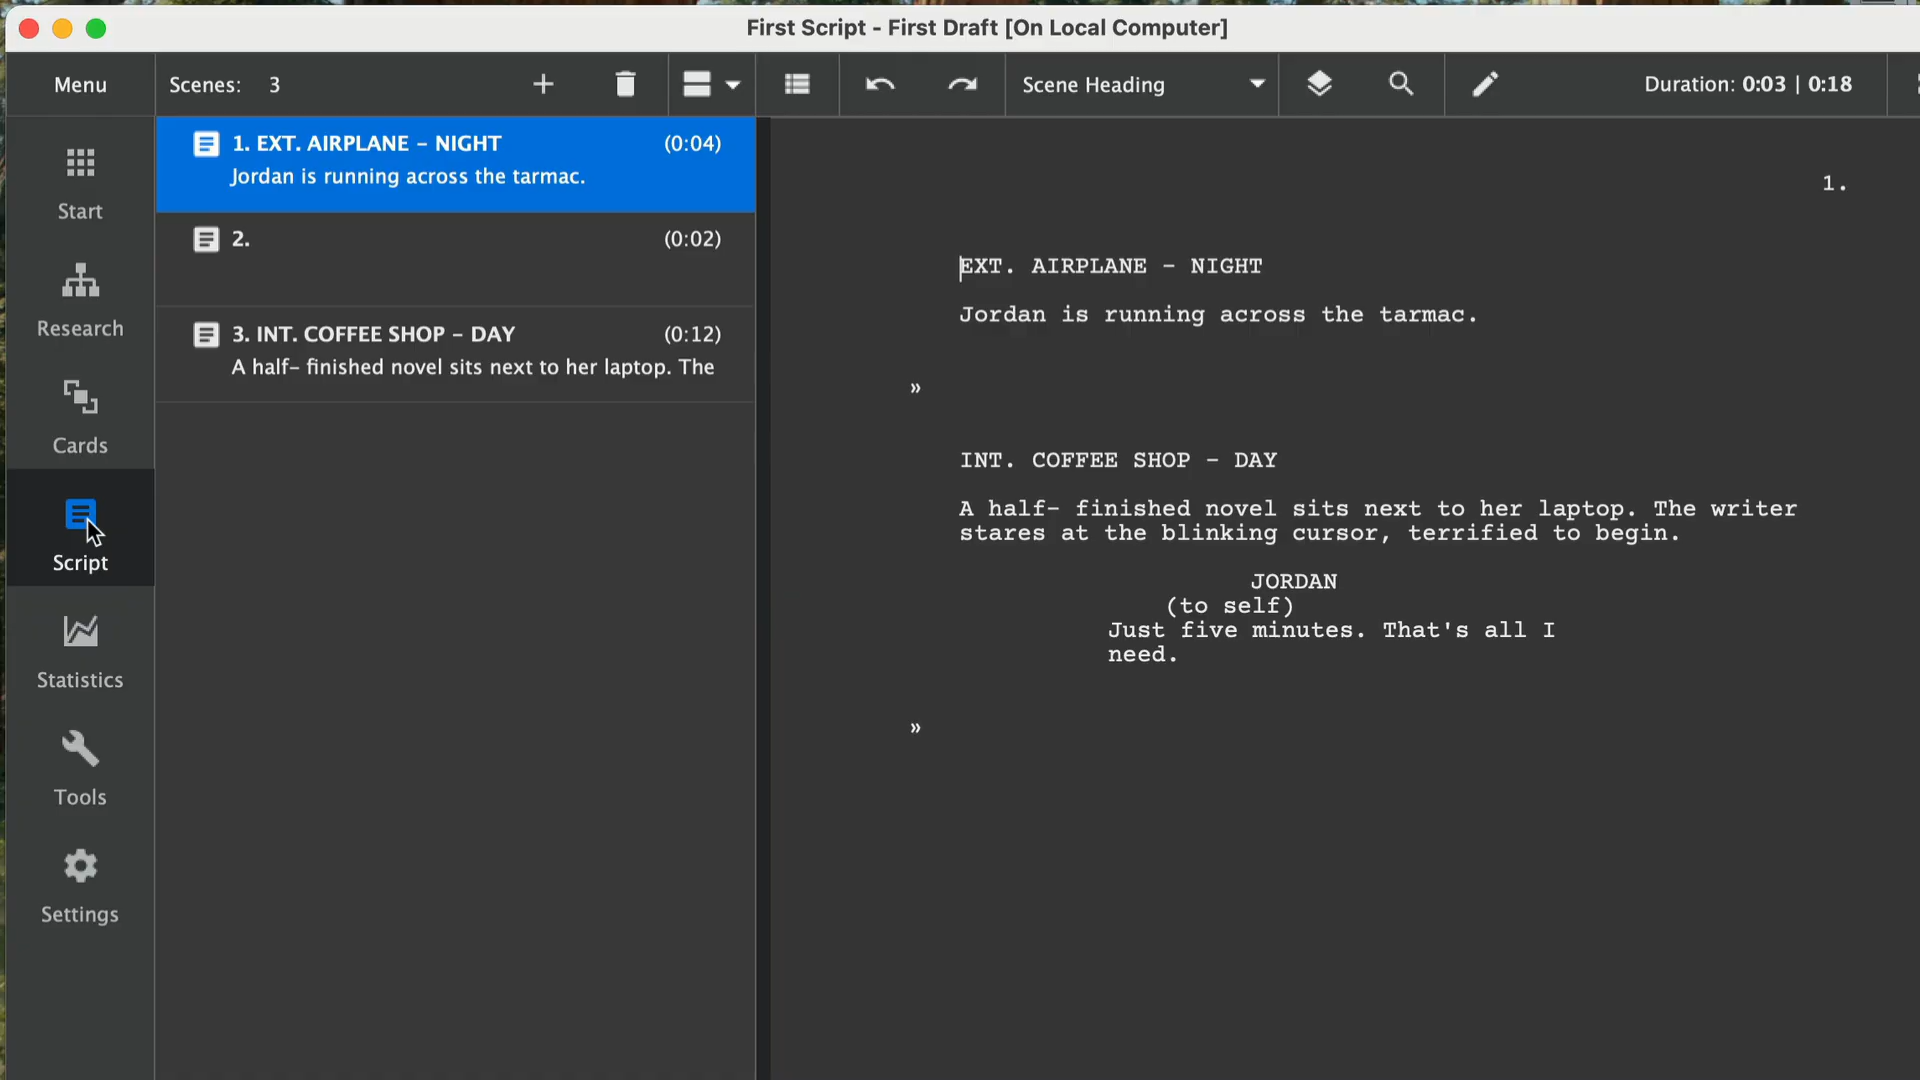 First Script - First Draft [On Local Computer]
Menu
Scenes: 3
Scene Heading
Duration: 0:03 | 0:18
Start
Research
Cards
Script
Statistics
Tools
Settings
1. EXT. AIRPLANE - NIGHT (0:04)
Jordan is running across the tarmac.
2. (0:02)
3. INT. COFFEE SHOP - DAY (0:12)
A half- finished novel sits next to her laptop. The
1.
EXT. AIRPLANE - NIGHT
Jordan is running across the tarmac.
»
INT. COFFEE SHOP - DAY
A half- finished novel sits next to her laptop. The writer
stares at the blinking cursor, terrified to begin.
JORDAN
(to self)
Just five minutes. That's all I
need.
»